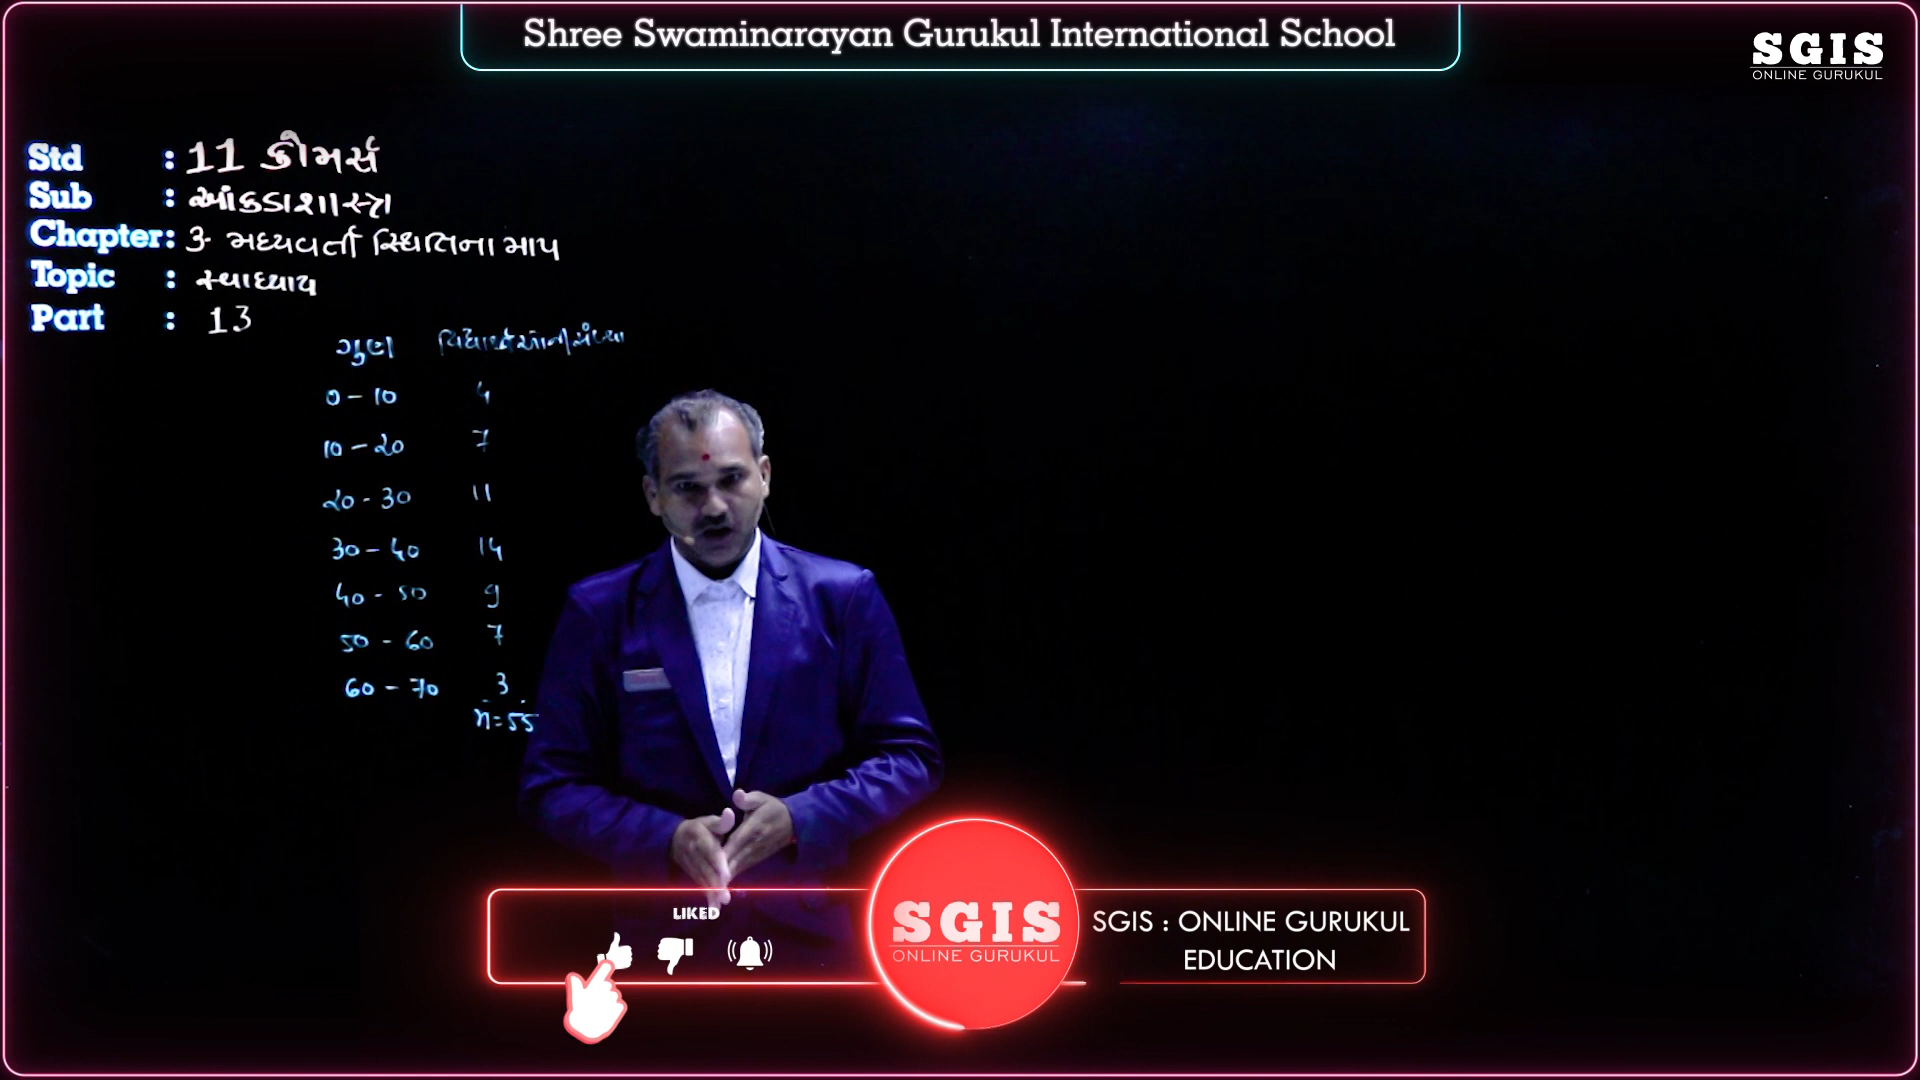 Shree Swaminarayan Gurukul International School
SGIS
ONLINE GURUKUL
Std : 11 કોમર્સ
Sub : આંકડાશાસ્ત્ર
Chapter : 3- મધ્યવર્તી સ્થિતિના માપ
Topic : સ્વાધ્યાય
Part : 13
ગુણ વિદ્યાર્થીઓની સંખ્યા
0 - 10 4
10 - 20 7
20 - 30 11
30 - 40 14
40 - 50 9
50 - 60 7
60 - 70 3
n = 55
LIKED
SGIS
ONLINE GURUKUL
SGIS : ONLINE GURUKUL
EDUCATION